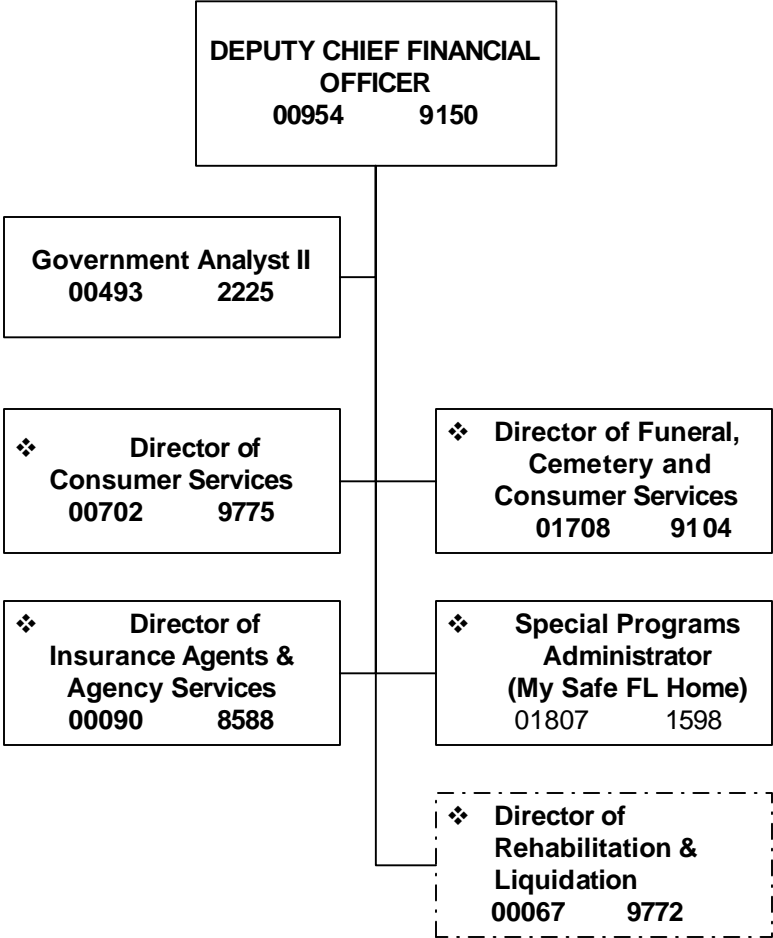 DEPUTY CHIEF FINANCIAL
OFFICER
00954 9150
Government Analyst II
00493 2225
❖ Director of
Consumer Services
00702 9775
❖ Director of Funeral,
Cemetery and
Consumer Services
01708 9104
❖ Director of
Insurance Agents &
Agency Services
00090 8588
❖ Special Programs
Administrator
(My Safe FL Home)
01807 1598
❖ Director of
Rehabilitation &
Liquidation
00067 9772